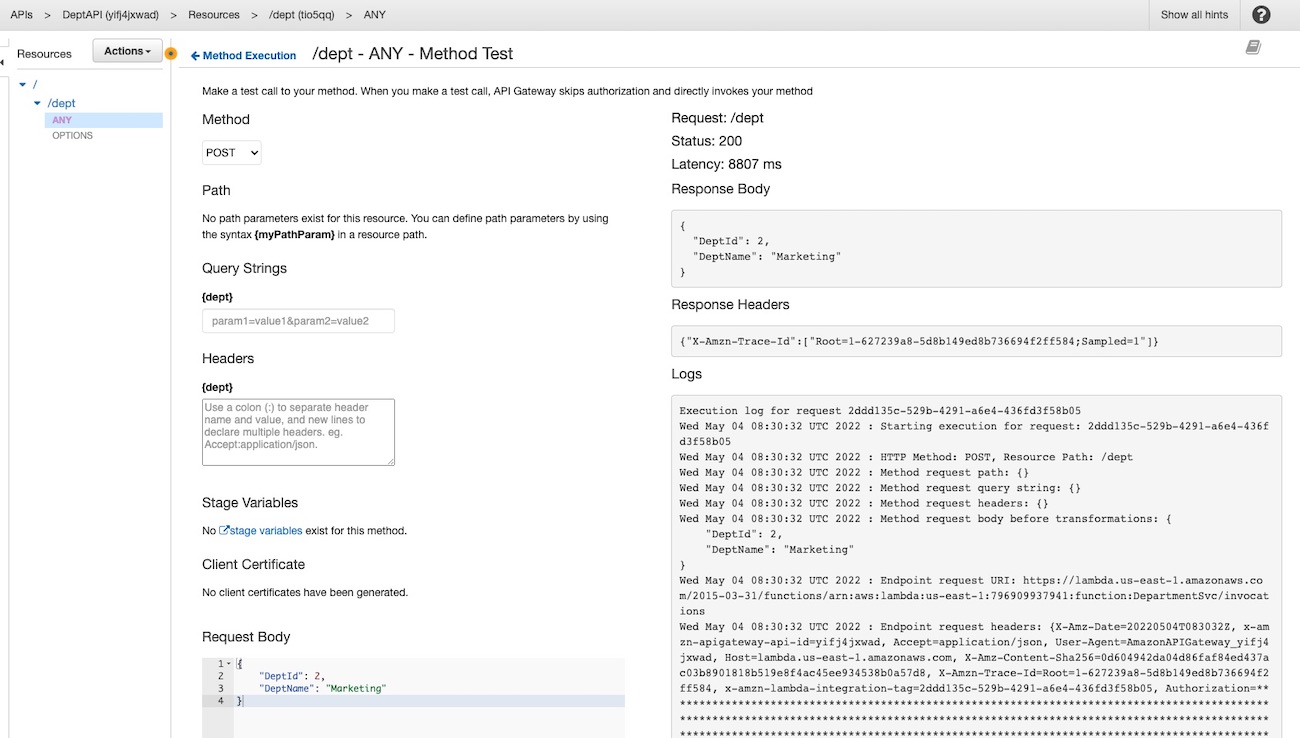 APIs > DeptAPI (yifj4jxwad) > Resources > /dept (tio5qq) > ANY
Show all hints
?
Resources
Actions
Method Execution
/dept - ANY - Method Test
/
/dept
ANY
OPTIONS
Make a test call to your method. When you make a test call, API Gateway skips authorization and directly invokes your method
Method
POST
Path
No path parameters exist for this resource. You can define path parameters by using
the syntax {myPathParam} in a resource path.
Query Strings
{dept}
param1=value1&param2=value2
Headers
{dept}
Use a colon (:) to separate header
name and value, and new lines to
declare multiple headers. eg.
Accept:application/json.
Stage Variables
No stage variables exist for this method.
Client Certificate
No client certificates have been generated.
Request Body
1 {
2 "DeptId": 2,
3 "DeptName": "Marketing"
4 }
Request: /dept
Status: 200
Latency: 8807 ms
Response Body
{
"DeptId": 2,
"DeptName": "Marketing"
}
Response Headers
{"X-Amzn-Trace-Id":["Root=1-627239a8-5d8b149ed8b736694f2ff584;Sampled=1"]}
Logs
Execution log for request 2ddd135c-529b-4291-a6e4-436fd3f58b05
Wed May 04 08:30:32 UTC 2022 : Starting execution for request: 2ddd135c-529b-4291-a6e4-436f
d3f58b05
Wed May 04 08:30:32 UTC 2022 : HTTP Method: POST, Resource Path: /dept
Wed May 04 08:30:32 UTC 2022 : Method request path: {}
Wed May 04 08:30:32 UTC 2022 : Method request query string: {}
Wed May 04 08:30:32 UTC 2022 : Method request headers: {}
Wed May 04 08:30:32 UTC 2022 : Method request body before transformations: {
"DeptId": 2,
"DeptName": "Marketing"
}
Wed May 04 08:30:32 UTC 2022 : Endpoint request URI: https://lambda.us-east-1.amazonaws.co
m/2015-03-31/functions/arn:aws:lambda:us-east-1:796909937941:function:DepartmentSvc/invocat
ions
Wed May 04 08:30:32 UTC 2022 : Endpoint request headers: {X-Amz-Date=20220504T083032Z, x-am
zn-apigateway-api-id=yifj4jxwad, Accept=application/json, User-Agent=AmazonAPIGateway_yifj4
jxwad, Host=lambda.us-east-1.amazonaws.com, X-Amz-Content-Sha256=0d604942da04d86faf84ed437a
c03b8901818b519e8f4ac45ee934538b0a57d8, X-Amzn-Trace-Id=Root=1-627239a8-5d8b149ed8b736694f2
ff584, x-amzn-lambda-integration-tag=2ddd135c-529b-4291-a6e4-436fd3f58b05, Authorization=**
*******************************************************************************************
*******************************************************************************************
*******************************************************************************************